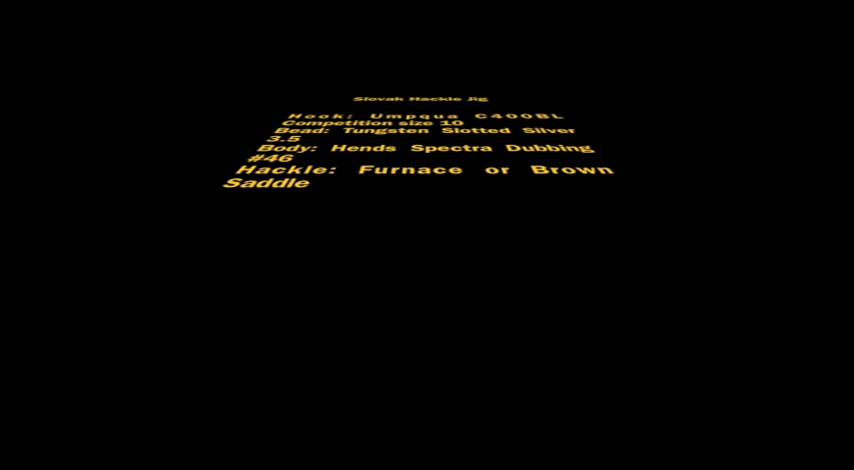 Slovak Hackle Jig
Hook: Umpqua C400BL
Competition size 10
Bead: Tungsten Slotted Silver
3.5
Body: Hends Spectra Dubbing
#46
Hackle: Furnace or Brown
Saddle